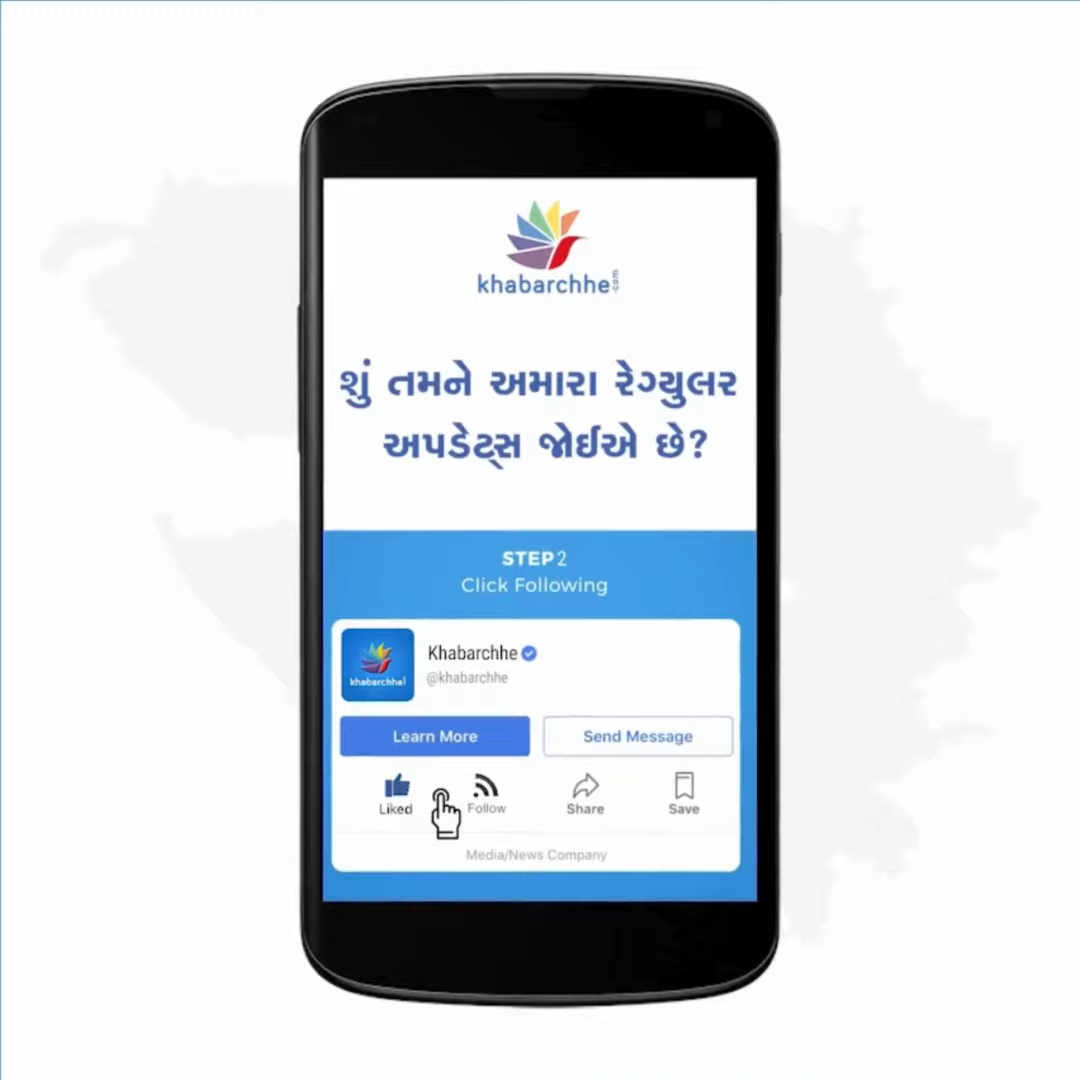 khabarchhe.com
શું તમને અમારા રેગ્યુલર
અપડેટ્સ જોઈએ છે?
STEP 2
Click Following
khabarchhe
Khabarchhe
@khabarchhe
Learn More
Send Message
Liked
Follow
Share
Save
Media/News Company